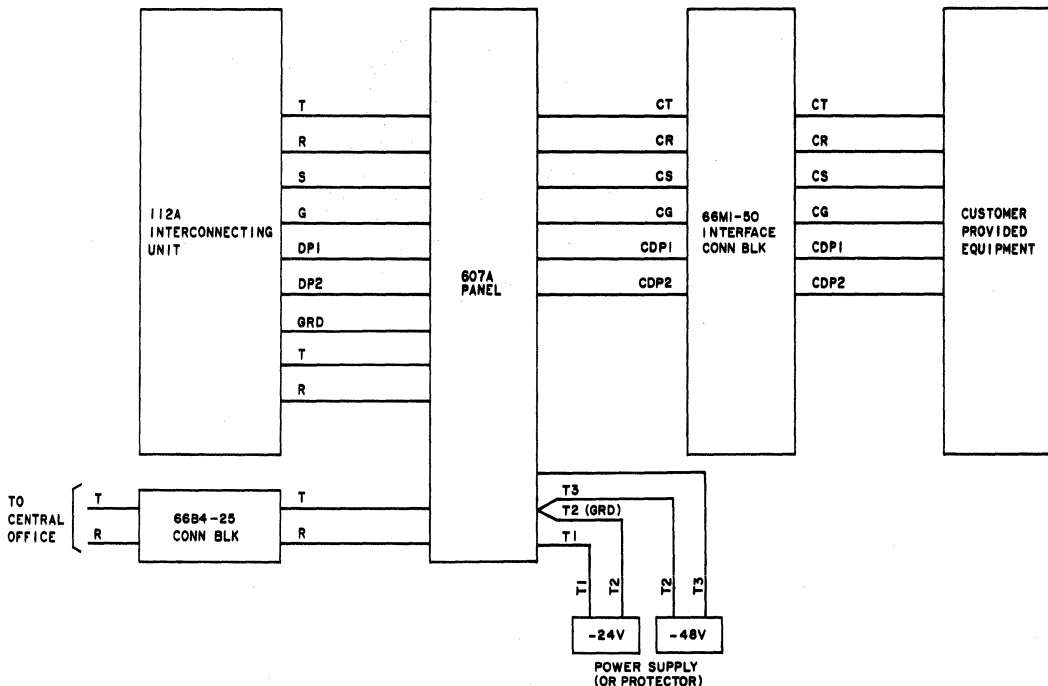 T
R
S
G
DP1
DP2
GRD
T
R
112A
INTERCONNECTING
UNIT
607A
PANEL
CT
CR
CS
CG
CDP1
CDP2
66M1-50
INTERFACE
CONN BLK
CT
CR
CS
CG
CDP1
CDP2
CUSTOMER
PROVIDED
EQUIPMENT
TO
CENTRAL
OFFICE
T
R
66B4-25
CONN BLK
T
R
T3
T2 (GRD)
T1
T1
T2
T2
T3
-24V
-48V
POWER SUPPLY
(OR PROTECTOR)